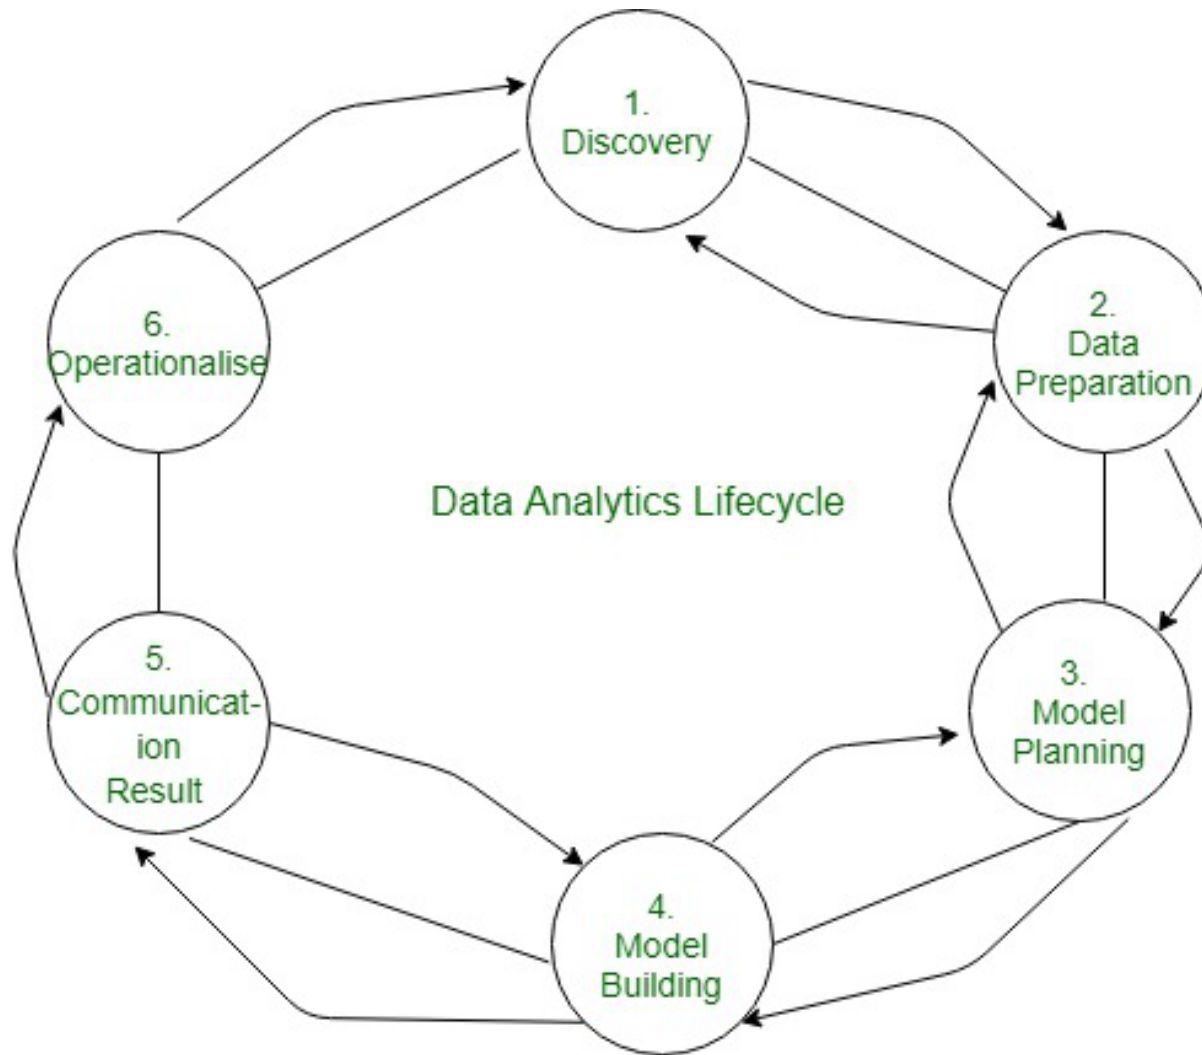 1.
Discovery
2.
Data
Preparation
3.
Model
Planning
4.
Model
Building
5.
Communicat-
ion
Result
6.
Operationalise
Data Analytics Lifecycle